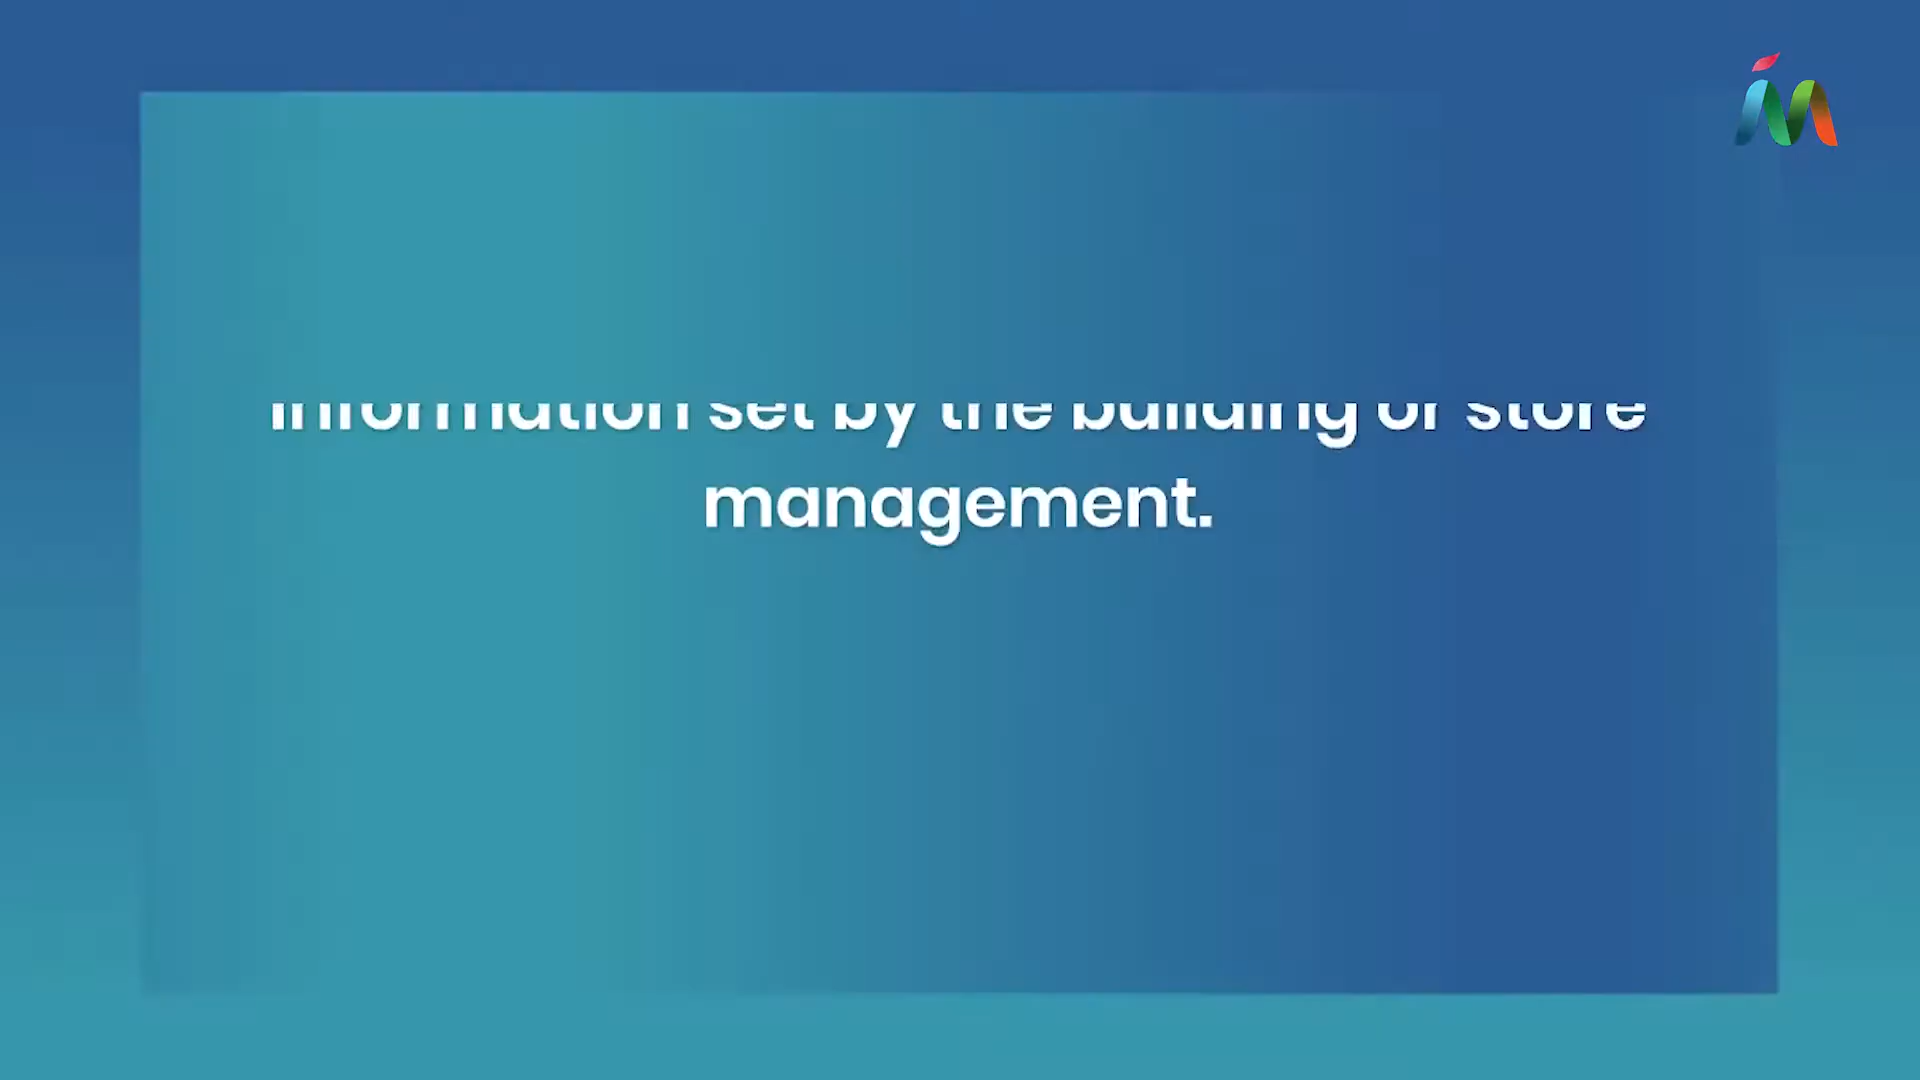 information set by the building or store
management.